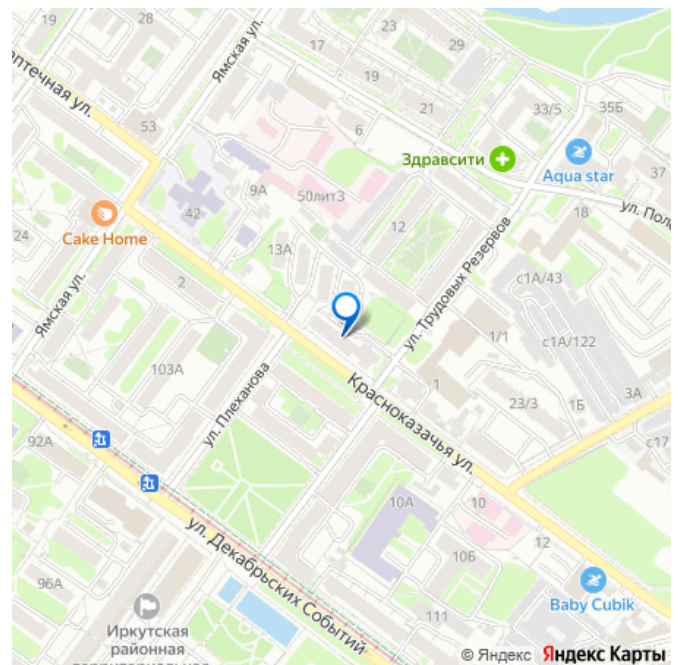 19
28
23
17
29
Ямская ул.
19
птечная ул.
21
33/5
35Б
53
6
Здравсити
Aqua star
37
9А
50лит3
42
ул. Пол
18
Cake Home
24
12
ул. Трудовых Резервов
13А
с1А/43
2
Ямская ул.
1/1
с1А/122
103А
ул. Плеханова
Красноказачья ул.
1
3А
23/3
1Б
с17
92А
10А
10
ул. Декабрьских Событий
12
10Б
96А
Baby Cubik
111
Иркутская
районная
территориальная
© Яндекс Яндекс Карты